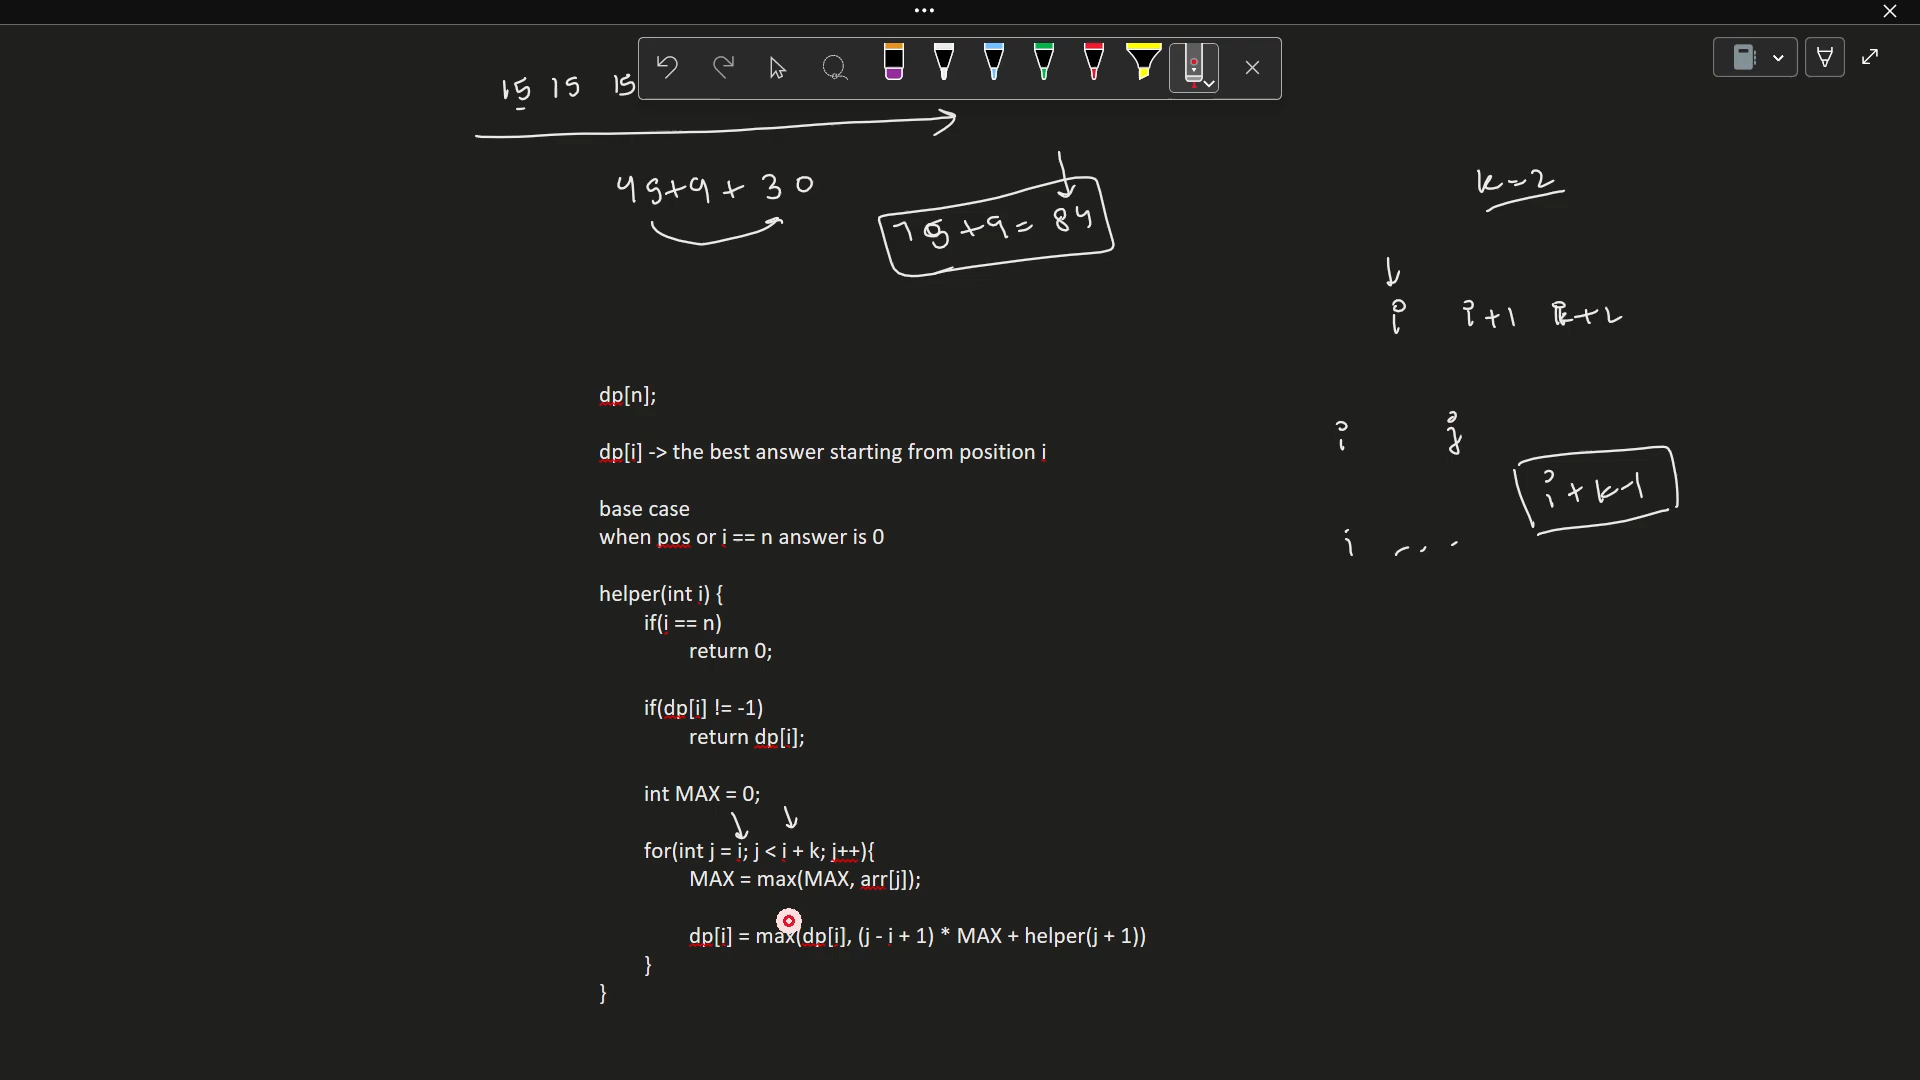 15 15 15
45+9+30
75+9=84
k=2
i i+1 i+2
dp[n];
dp[i] -> the best answer starting from position i
i j
i+k-1
base case
when pos or i == n answer is 0
i ...
helper(int i) {
if(i == n)
return 0;
if(dp[i] != -1)
return dp[i];
int MAX = 0;
for(int j = i; j < i + k; j++){
MAX = max(MAX, arr[j]);
dp[i] = max(dp[i], (j - i + 1) * MAX + helper(j + 1))
}
}